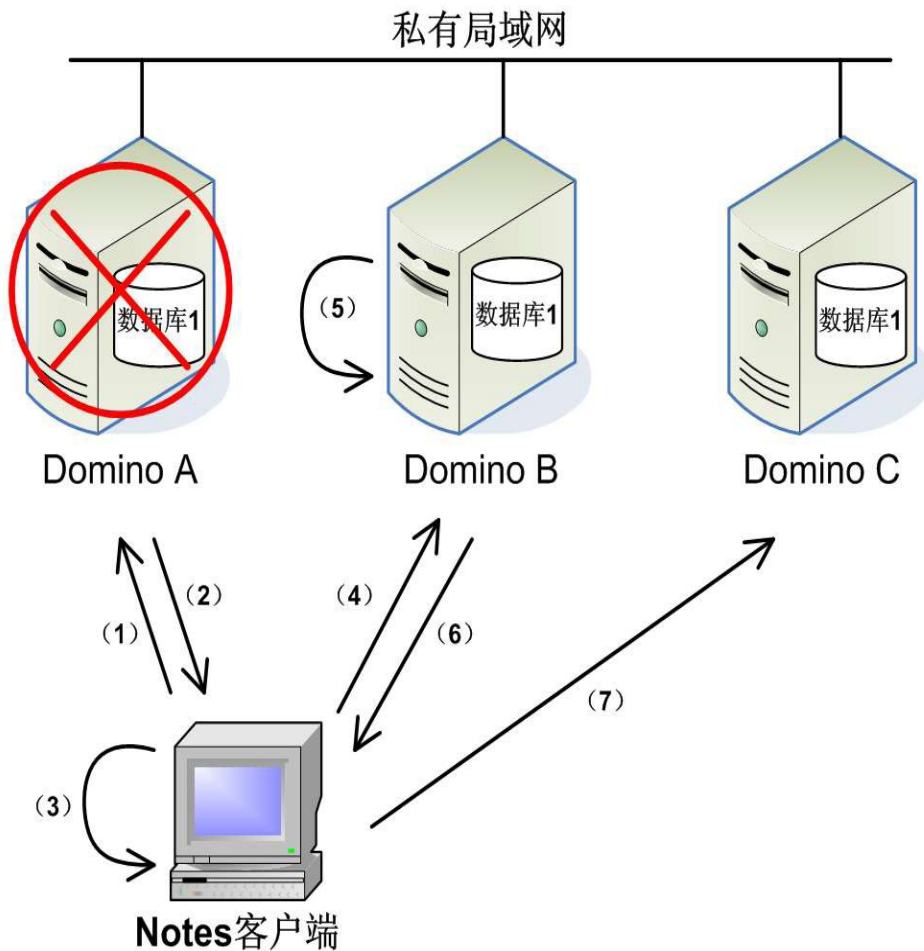 私有局域网
数据库1
数据库1
数据库1
（5）
Domino A
Domino B
Domino C
（1）
（2）
（4）
（6）
（7）
（3）
Notes客户端